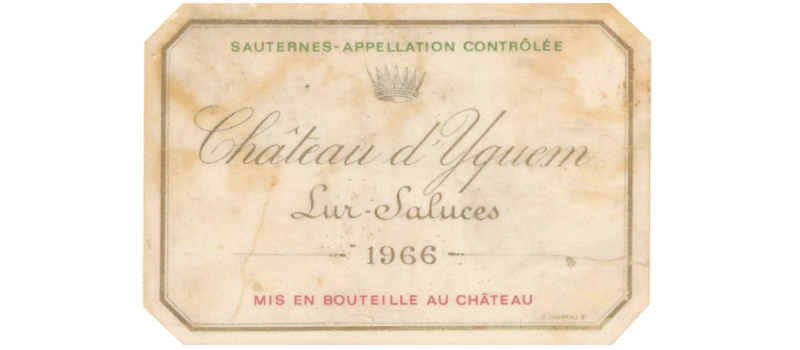 SAUTERNES-APPELLATION CONTRÔLÉE
Château d'Yquem
Lur-Saluces
1966
MIS EN BOUTEILLE AU CHÂTEAU